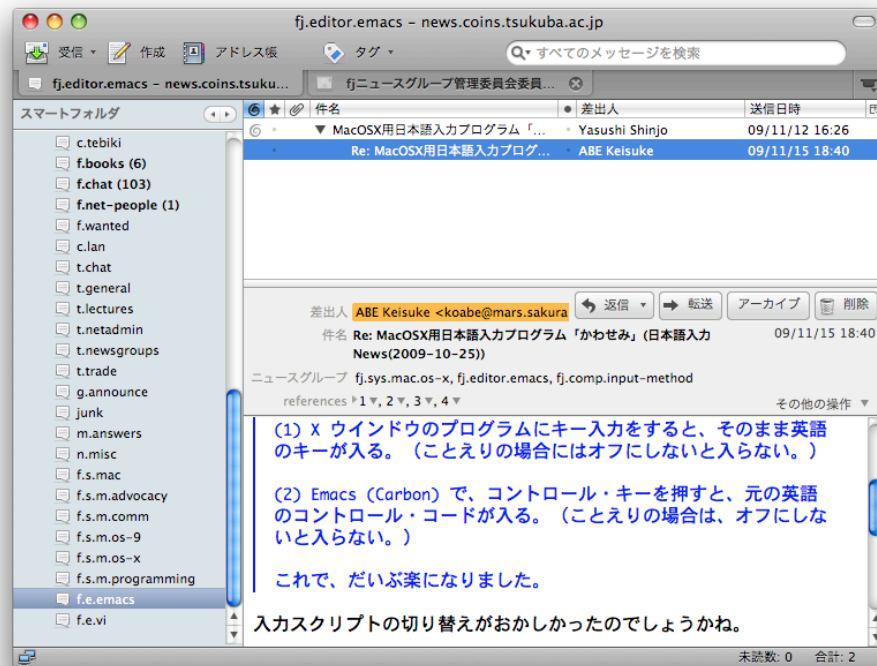 fj.editor.emacs – news.coins.tsukuba.ac.jp
受信 作成 アドレス帳 タグ すべてのメッセージを検索
fj.editor.emacs – news.coins.tsuku... fjニュースグループ管理委員会委員...
スマートフォルダ
c.tebiki
f.books (6)
f.chat (103)
f.net-people (1)
f.wanted
c.lan
t.chat
t.general
t.lectures
t.netadmin
t.newsgroups
t.trade
g.announce
junk
m.answers
n.misc
f.s.mac
f.s.m.advocacy
f.s.m.comm
f.s.m.os-9
f.s.m.os-x
f.s.m.programming
f.e.emacs
f.e.vi
件名 差出人 送信日時
MacOSX用日本語入力プログラム「... Yasushi Shinjo 09/11/12 16:26
Re: MacOSX用日本語入力プログ... ABE Keisuke 09/11/15 18:40
差出人 ABE Keisuke <koabe@mars.sakura 返信 転送 アーカイブ 削除
件名 Re: MacOSX用日本語入力プログラム「かわせみ」(日本語入力 09/11/15 18:40
News(2009-10-25))
ニュースグループ fj.sys.mac.os-x, fj.editor.emacs, fj.comp.input-method
references 1, 2, 3, 4 その他の操作
(1) X ウインドウのプログラムにキー入力をすると、そのまま英語
のキーが入る。（ことえりの場合にはオフにしないと入らない。）
(2) Emacs (Carbon) で、コントロール・キーを押すと、元の英語
のコントロール・コードが入る。（ことえりの場合は、オフにしな
いと入らない。）
これで、だいぶ楽になりました。
入力スクリプトの切り替えがおかしかったのでしょうかね。
未読数: 0 合計: 2